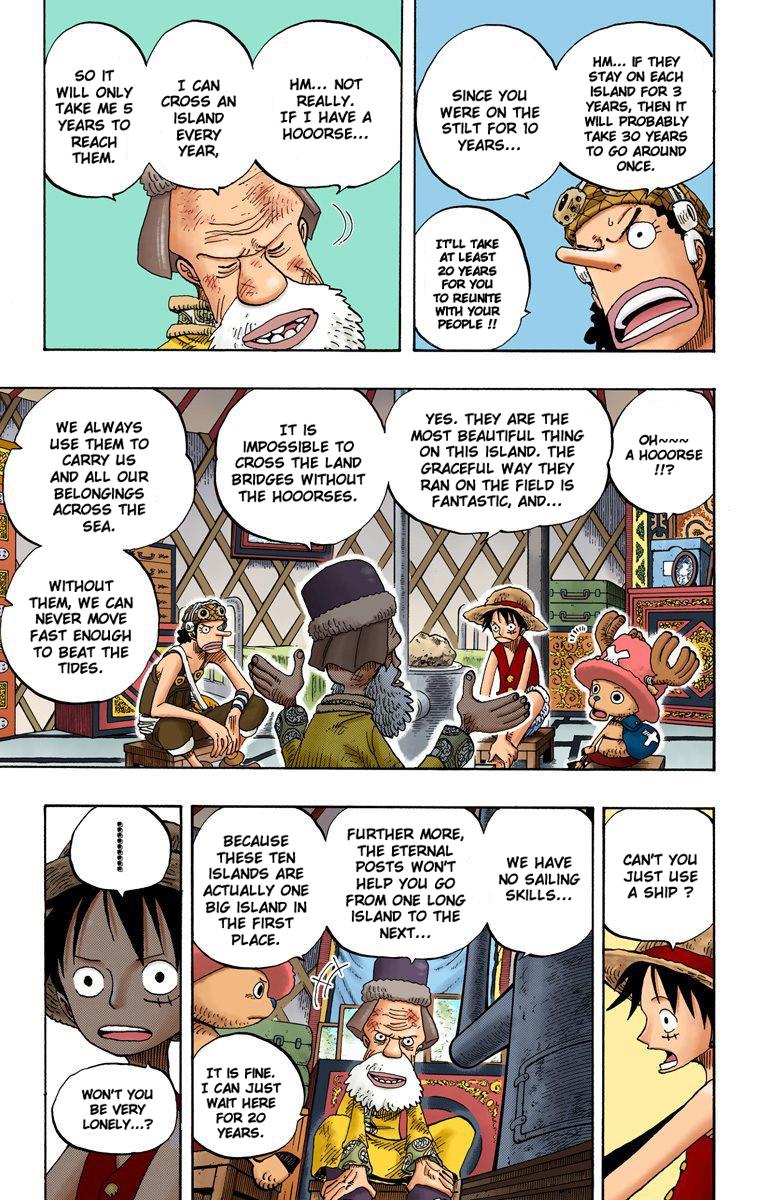 HM... IF THEY
STAY ON EACH
ISLAND FOR 3
YEARS, THEN IT
WILL PROBABLY
TAKE 30 YEARS
TO GO AROUND
ONCE.
SINCE YOU
WERE ON THE
STILT FOR 10
YEARS...
IT'LL TAKE
AT LEAST
20 YEARS
FOR YOU
TO REUNITE
WITH YOUR
PEOPLE !!
HM... NOT
REALLY.
IF I HAVE A
HOOORSE...
I CAN
CROSS AN
ISLAND
EVERY
YEAR,
SO IT
WILL ONLY
TAKE ME 5
YEARS TO
REACH
THEM.
OH~~~
A HOOORSE
!!?
YES. THEY ARE THE
MOST BEAUTIFUL THING
ON THIS ISLAND. THE
GRACEFUL WAY THEY
RAN ON THE FIELD IS
FANTASTIC, AND...
IT IS
IMPOSSIBLE TO
CROSS THE LAND
BRIDGES WITHOUT
THE HOOORSES.
WE ALWAYS
USE THEM TO
CARRY US
AND ALL OUR
BELONGINGS
ACROSS THE
SEA.
WITHOUT
THEM, WE CAN
NEVER MOVE
FAST ENOUGH
TO BEAT THE
TIDES.
CAN'T YOU
JUST USE
A SHIP ?
WE HAVE
NO SAILING
SKILLS...
FURTHER MORE,
THE ETERNAL
POSTS WON'T
HELP YOU GO
FROM ONE LONG
ISLAND TO THE
NEXT...
BECAUSE
THESE TEN
ISLANDS ARE
ACTUALLY ONE
BIG ISLAND IN
THE FIRST
PLACE.
IT IS FINE.
I CAN JUST
WAIT HERE
FOR 20
YEARS.
.........
WON'T YOU
BE VERY
LONELY...?